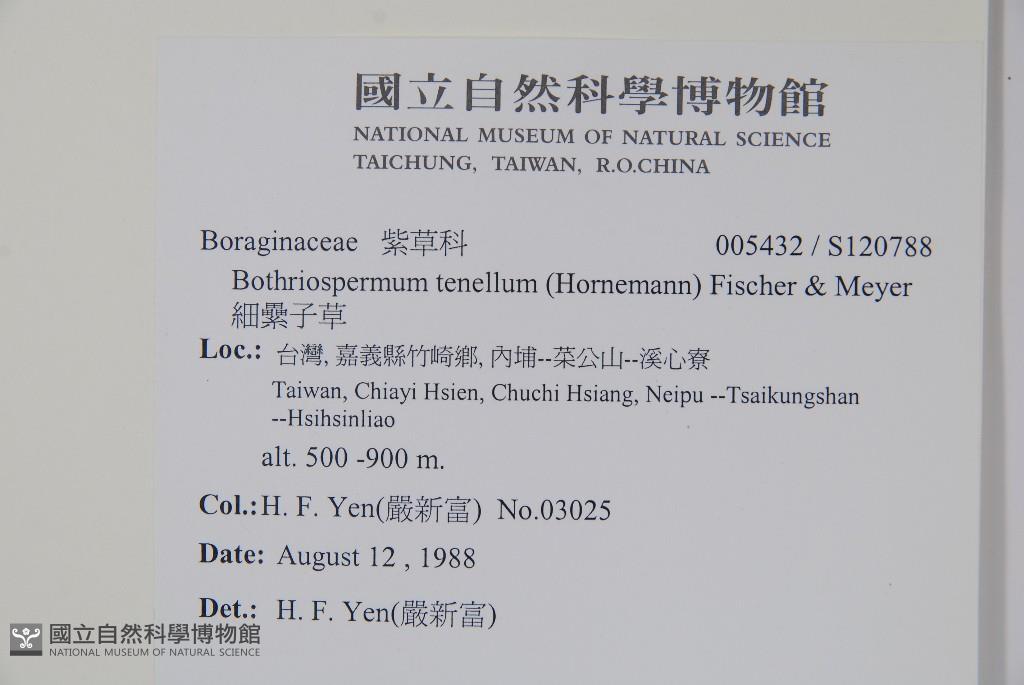 國立自然科學博物館
NATIONAL MUSEUM OF NATURAL SCIENCE
TAICHUNG, TAIWAN, R.O.CHINA
Boraginaceae 紫草科 005432 / S120788
Bothriospermum tenellum (Hornemann) Fischer & Meyer
細纍子草
Loc.: 台灣, 嘉義縣竹崎鄉, 內埔--菜公山--溪心寮
Taiwan, Chiayi Hsien, Chuchi Hsiang, Neipu --Tsaikungshan
--Hsihsinliao
alt. 500 -900 m.
Col.: H. F. Yen(嚴新富) No.03025
Date: August 12 , 1988
Det.: H. F. Yen(嚴新富)
國立自然科學博物館
NATIONAL MUSEUM OF NATURAL SCIENCE